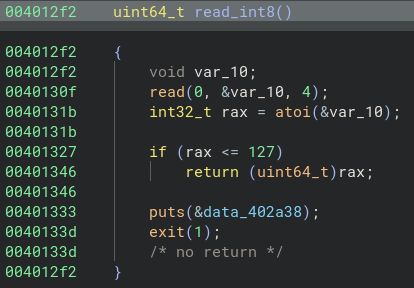 004012f2 uint64_t read_int8()
004012f2 {
004012f2 void var_10;
0040130f read(0, &var_10, 4);
0040131b int32_t rax = atoi(&var_10);
0040131b
00401327 if (rax <= 127)
00401346 return (uint64_t)rax;
00401346
00401333 puts(&data_402a38);
0040133d exit(1);
0040133d /* no return */
004012f2 }